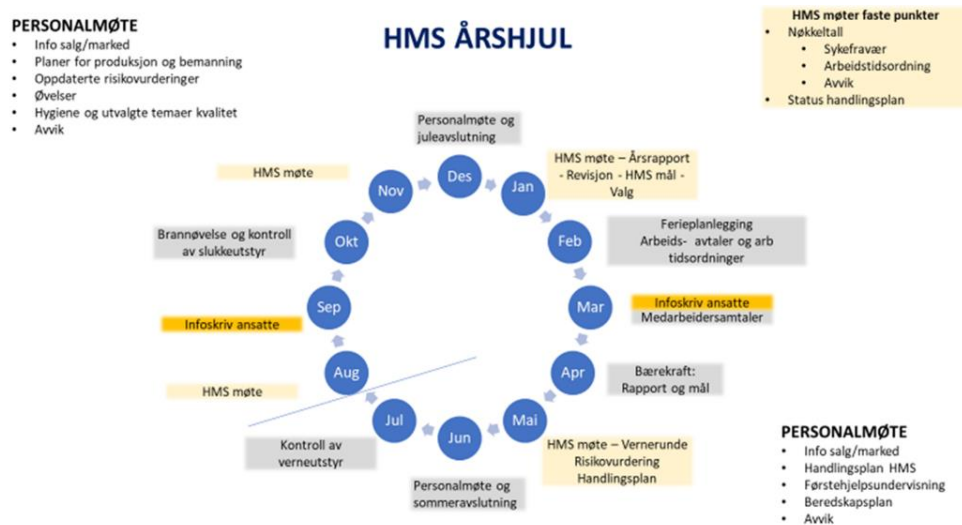 PERSONALMØTE
• Info salg/marked
• Planer for produksjon og bemanning
• Oppdaterte risikovurderinger
• Øvelser
• Hygiene og utvalgte temaer kvalitet
• Avvik
HMS ÅRSHJUL
HMS møter faste punkter
• Nøkkeltall
• Sykefravær
• Arbeidstidsordning
• Avvik
• Status handlingsplan
Personalmøte og
juleavslutning
Des
HMS møte – Årsrapport
- Revisjon - HMS mål -
Valg
Jan
Ferieplanlegging
Arbeids- avtaler og arb
tidsordninger
Feb
Infoskriv ansatte
Medarbeidersamtaler
Mar
Bærekraft:
Rapport og mål
Apr
HMS møte – Vernerunde
Risikovurdering
Handlingsplan
Mai
Personalmøte og
sommeravslutning
Jun
Kontroll av
verneutstyr
Jul
HMS møte
Aug
Infoskriv ansatte
Sep
Brannøvelse og kontroll
av slukkeutstyr
Okt
HMS møte
Nov
PERSONALMØTE
• Info salg/marked
• Handlingsplan HMS
• Førstehjelpsundervisning
• Beredskapsplan
• Avvik